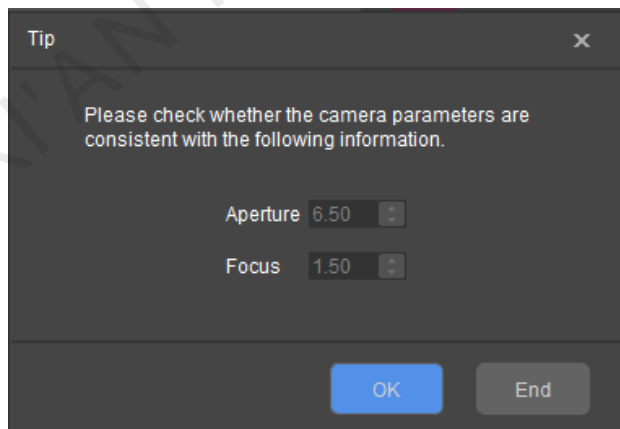 Tip
Please check whether the camera parameters are
consistent with the following information.
Aperture 6.50
Focus 1.50
OK End